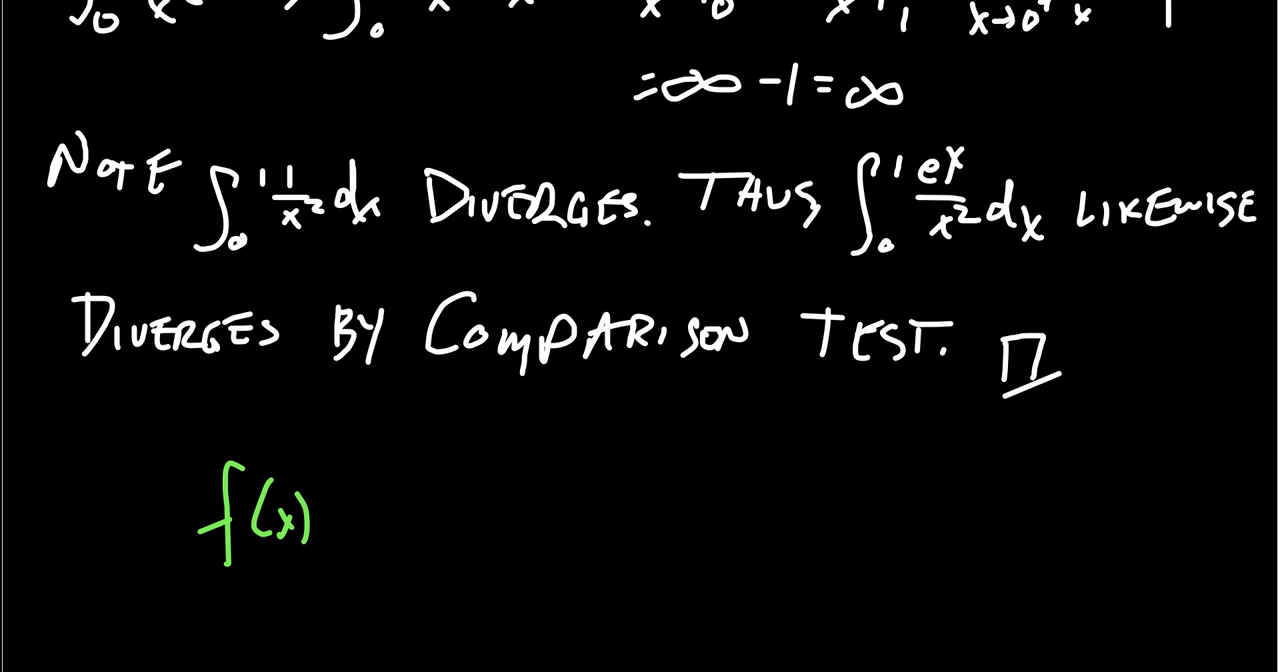 = ∞ - 1 = ∞
NOTE ∫₀¹ 1/x² dx DIVERGES. THUS, ∫₀¹ eˣ/x² dx LIKEWISE
DIVERGES BY COMPARISON TEST.
f(x)